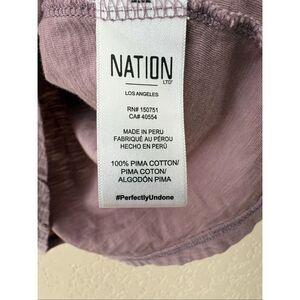 NATION
LTD
LOS ANGELES
RN# 150751
CA# 40554
MADE IN PERU
FABRIQUÉ AU PÉROU
HECHO EN PERÚ
100% PIMA COTTON/
PIMA COTON/
ALGODÓN PIMA
#PerfectlyUndone